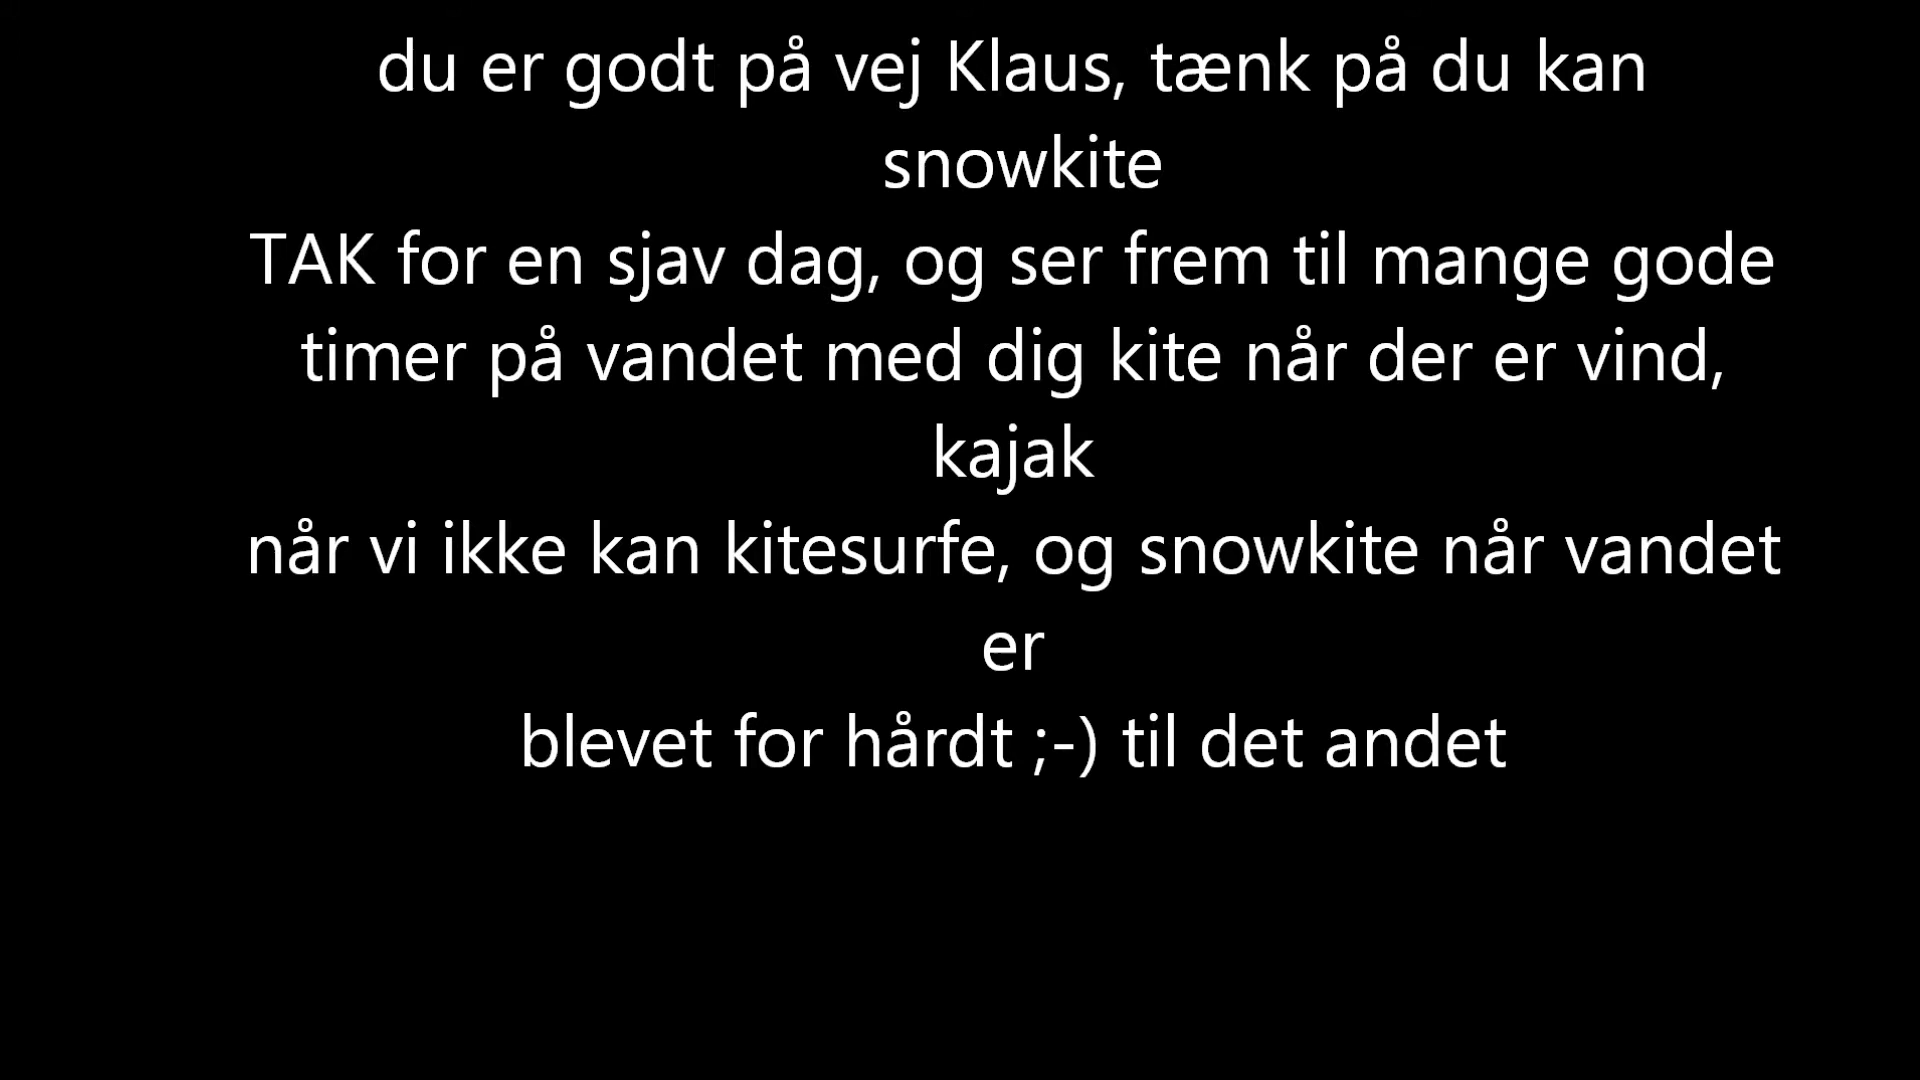 du er godt på vej Klaus, tænk på du kan
snowkite
TAK for en sjav dag, og ser frem til mange gode
timer på vandet med dig kite når der er vind,
kajak
når vi ikke kan kitesurfe, og snowkite når vandet
er
blevet for hårdt ;-) til det andet